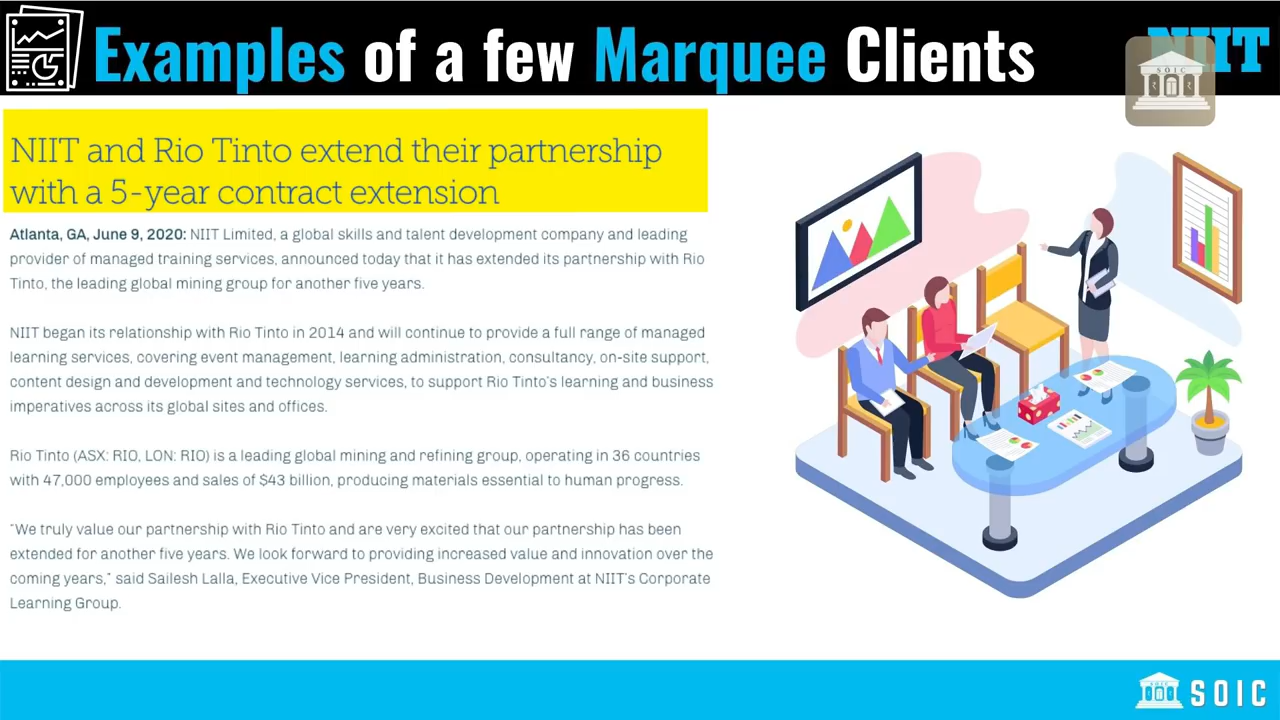 Examples of a few Marquee Clients
NIIT
SOIC
NIIT and Rio Tinto extend their partnership
with a 5-year contract extension
Atlanta, GA, June 9, 2020: NIIT Limited, a global skills and talent development company and leading
provider of managed training services, announced today that it has extended its partnership with Rio
Tinto, the leading global mining group for another five years.
NIIT began its relationship with Rio Tinto in 2014 and will continue to provide a full range of managed
learning services, covering event management, learning administration, consultancy, on-site support,
content design and development and technology services, to support Rio Tinto's learning and business
imperatives across its global sites and offices.
Rio Tinto (ASX: RIO, LON: RIO) is a leading global mining and refining group, operating in 36 countries
with 47,000 employees and sales of $43 billion, producing materials essential to human progress.
"We truly value our partnership with Rio Tinto and are very excited that our partnership has been
extended for another five years. We look forward to providing increased value and innovation over the
coming years," said Sailesh Lalla, Executive Vice President, Business Development at NIIT's Corporate
Learning Group.
SOIC
SOIC